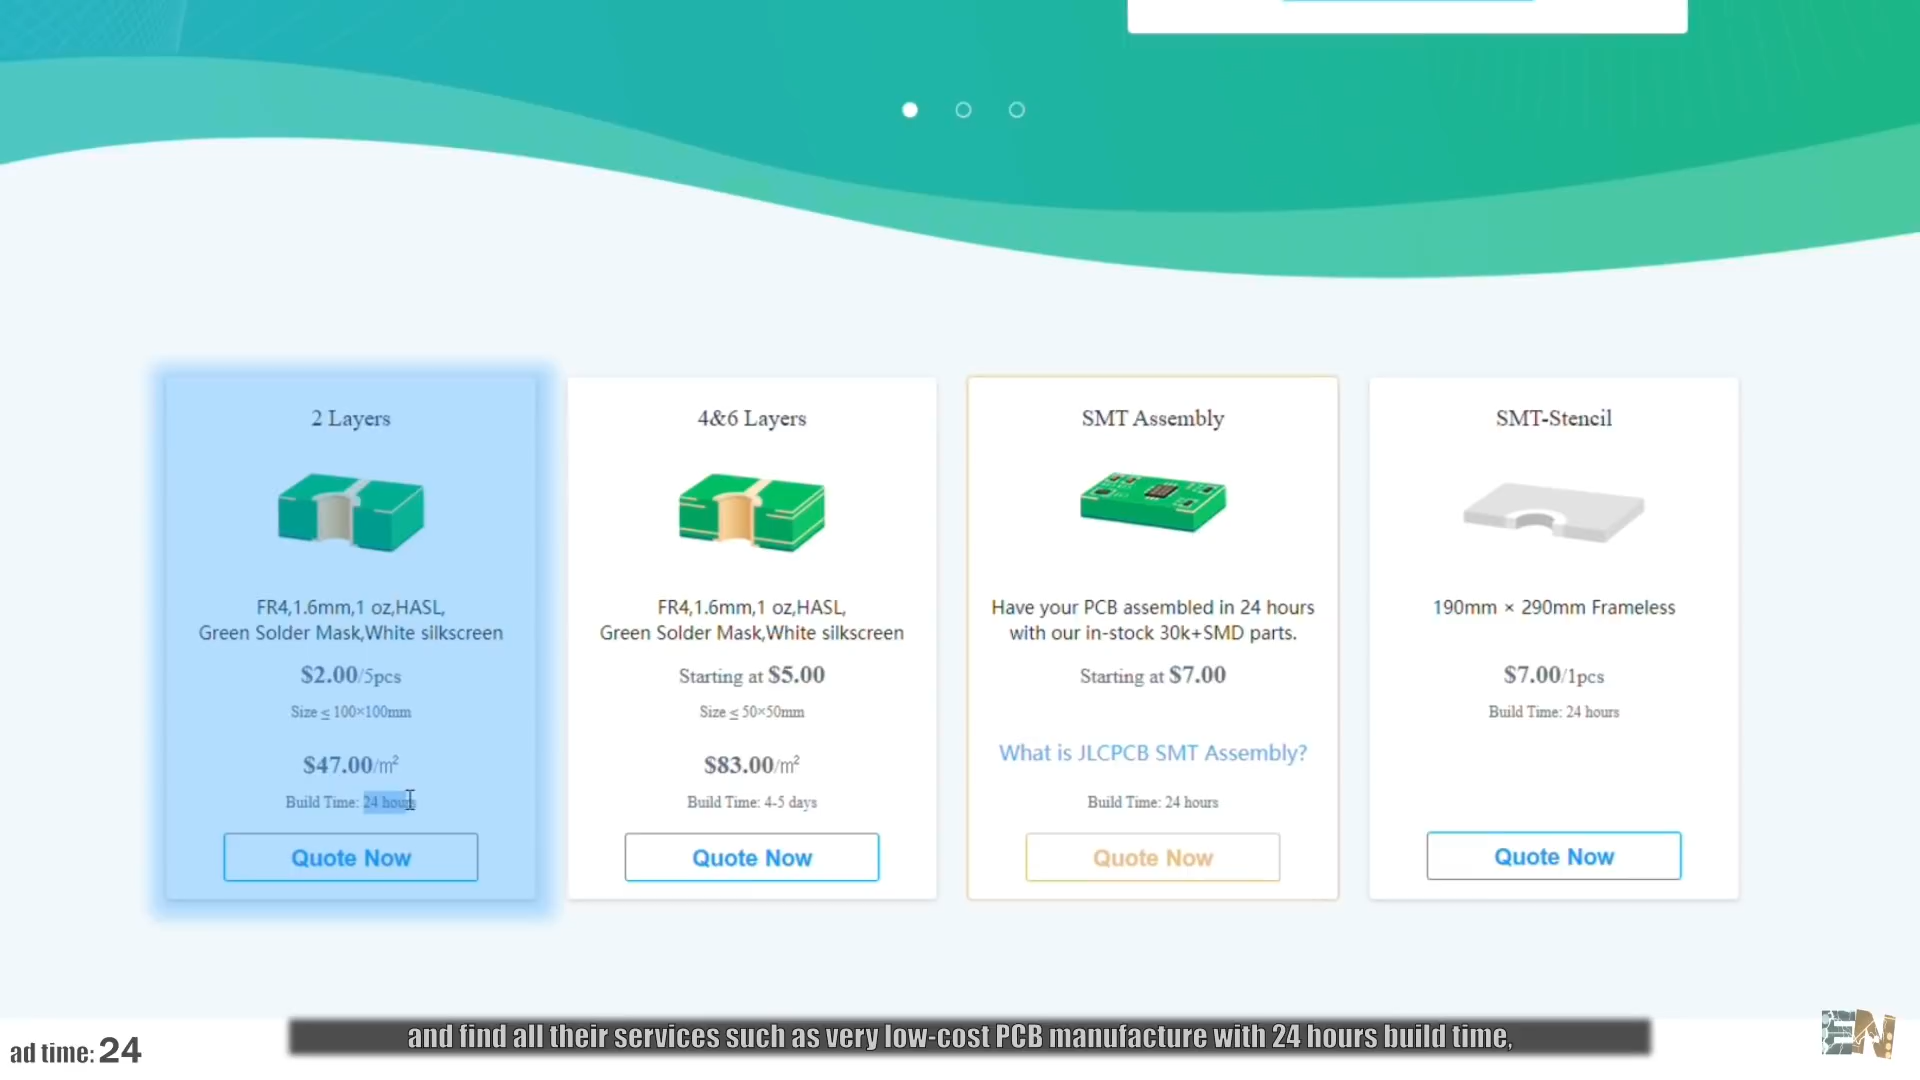 2 Layers
FR4,1.6mm,1 oz,HASL,
Green Solder Mask,White silkscreen
$2.00/5pcs
Size ≤ 100×100mm
$47.00/m²
Build Time: 24 hours
Quote Now
4&6 Layers
FR4,1.6mm,1 oz,HASL,
Green Solder Mask,White silkscreen
Starting at $5.00
Size ≤ 50×50mm
$83.00/m²
Build Time: 4-5 days
Quote Now
SMT Assembly
Have your PCB assembled in 24 hours
with our in-stock 30k+SMD parts.
Starting at $7.00
What is JLCPCB SMT Assembly?
Build Time: 24 hours
Quote Now
SMT-Stencil
190mm × 290mm Frameless
$7.00/1pcs
Build Time: 24 hours
Quote Now
and find all their services such as very low-cost PCB manufacture with 24 hours build time,
ad time: 24
EN